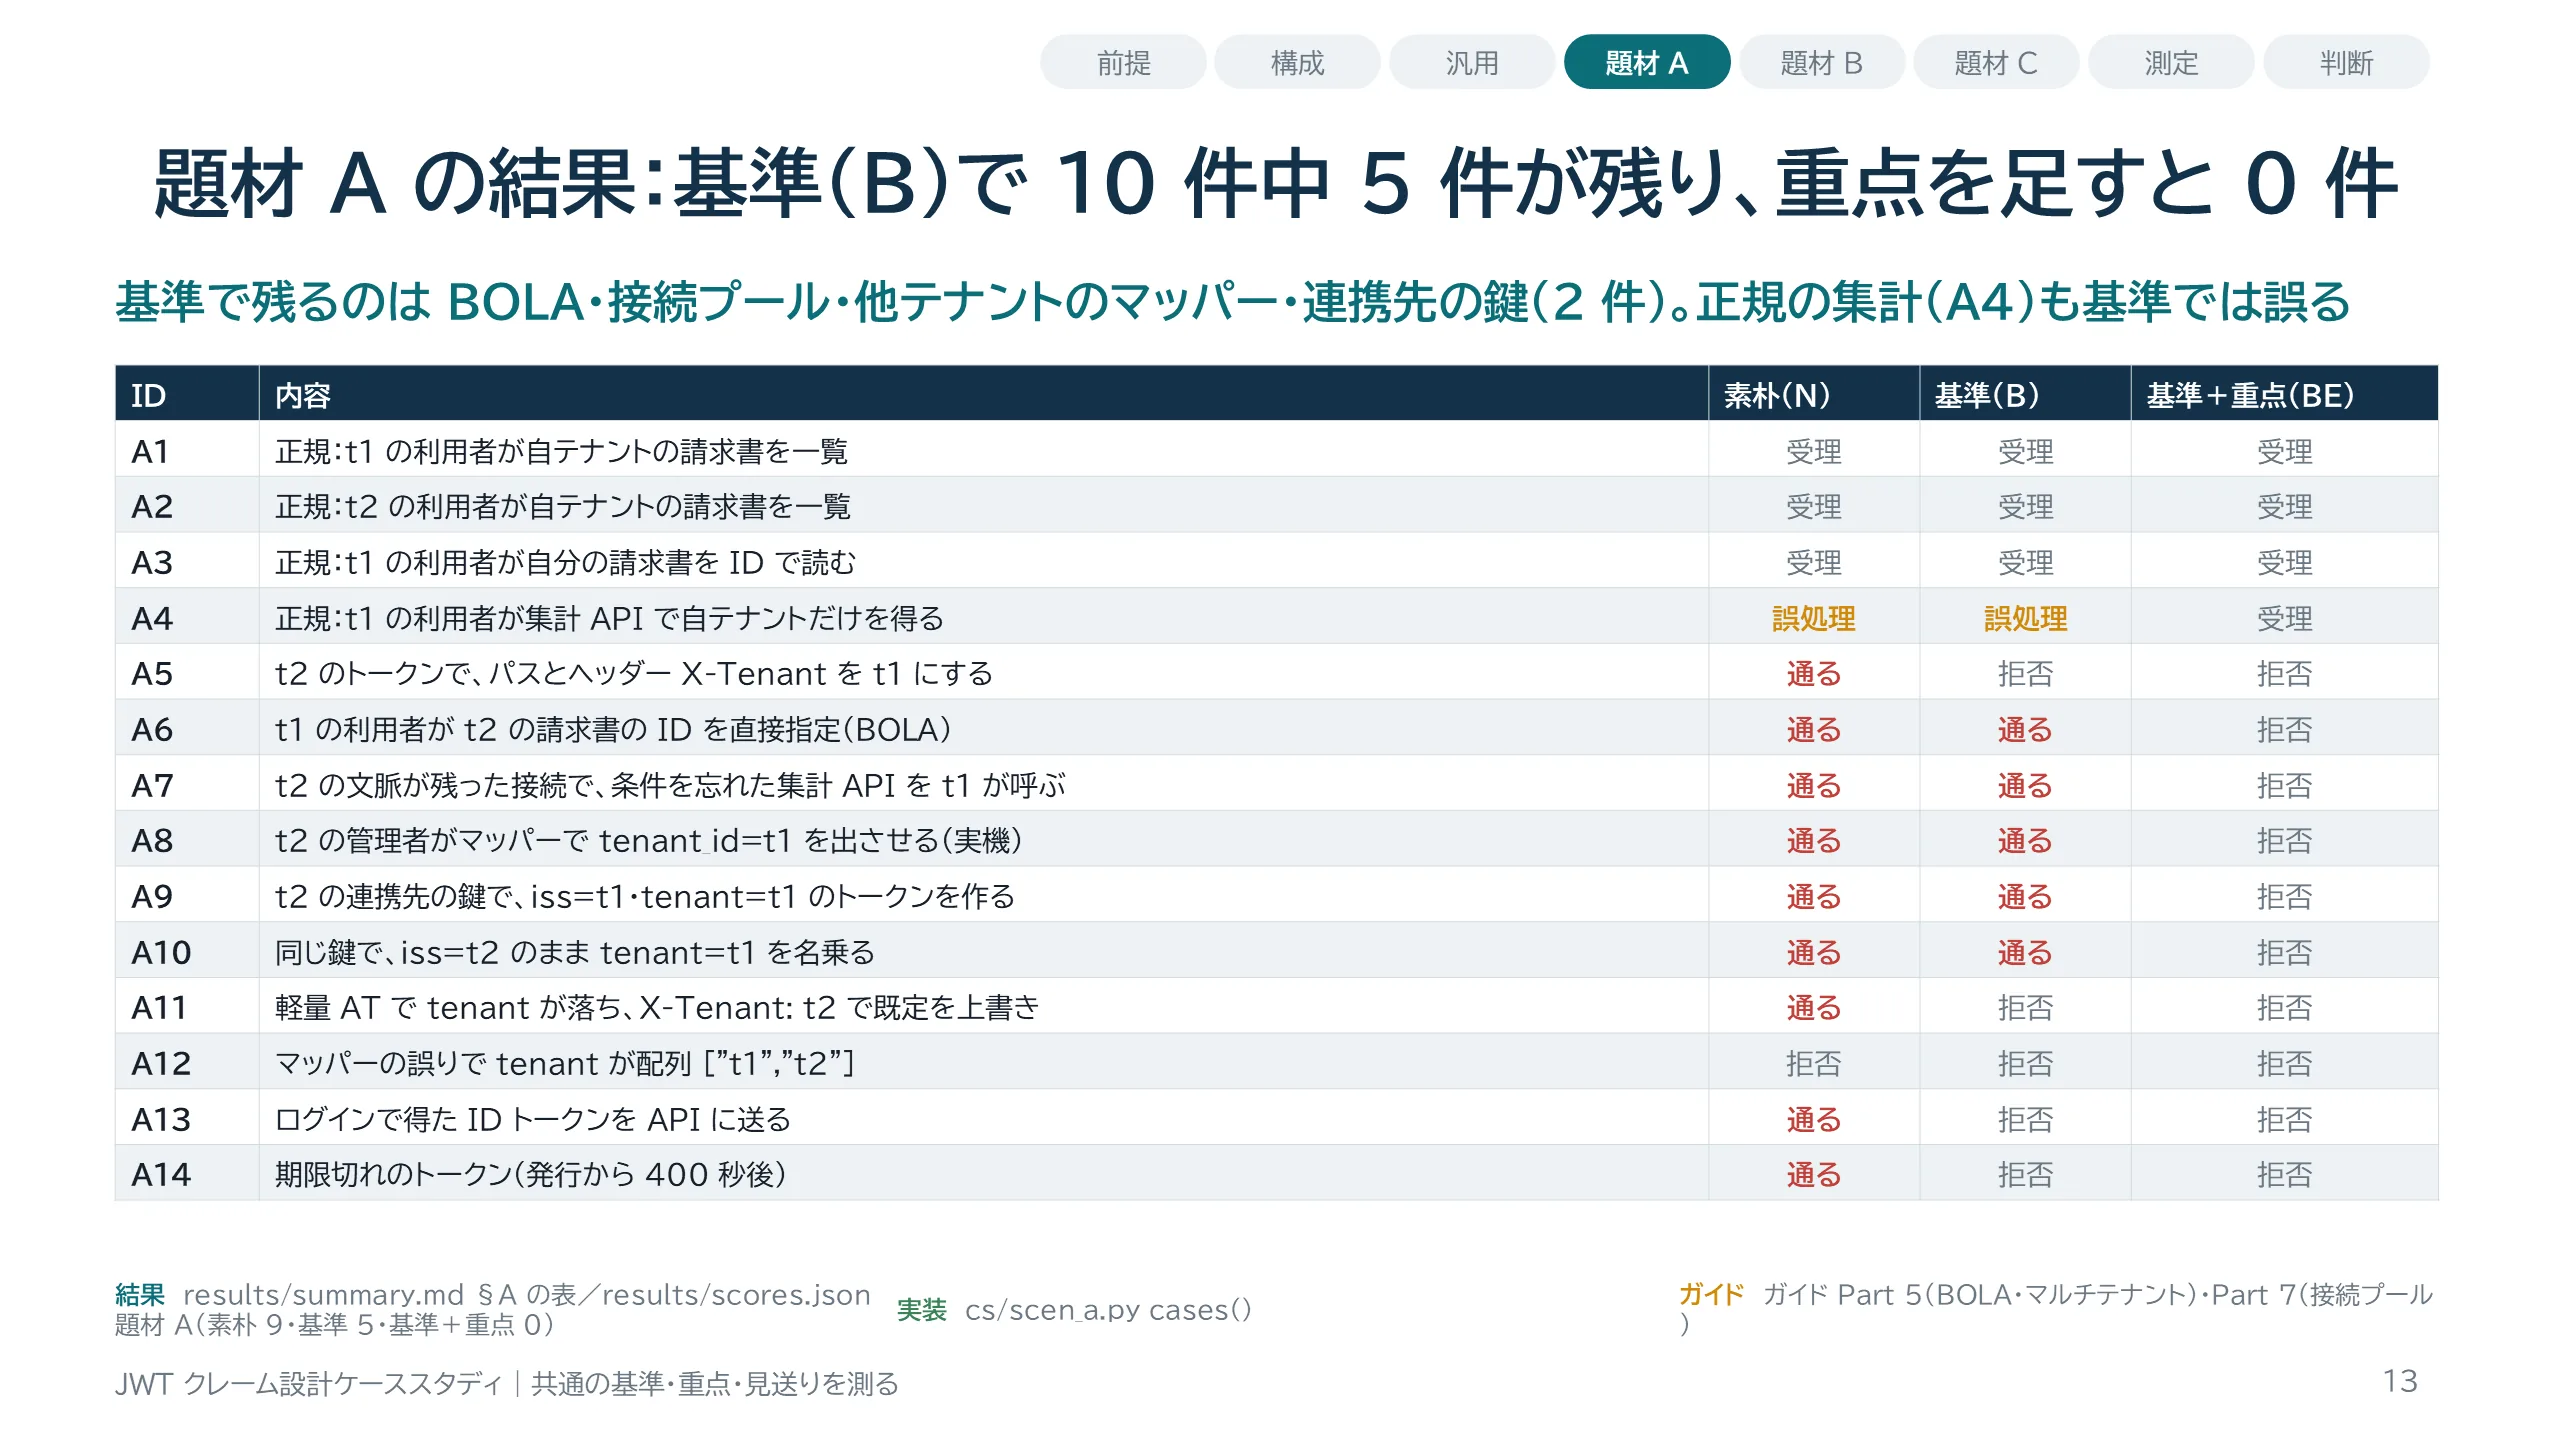 前提 構成 汎用 題材 A 題材 B 題材 C 測定 判断
題材 A の結果：基準（B）で 10 件中 5 件が残り、重点を足すと 0 件
基準で残るのは BOLA・接続プール・他テナントのマッパー・連携先の鍵（2 件）。正規の集計（A4）も基準では誤る
ID 内容 素朴（N） 基準（B） 基準＋重点（BE）
A1 正規：t1 の利用者が自テナントの請求書を一覧 受理 受理 受理
A2 正規：t2 の利用者が自テナントの請求書を一覧 受理 受理 受理
A3 正規：t1 の利用者が自分の請求書を ID で読む 受理 受理 受理
A4 正規：t1 の利用者が集計 API で自テナントだけを得る 誤処理 誤処理 受理
A5 t2 のトークンで、パスとヘッダー X-Tenant を t1 にする 通る 拒否 拒否
A6 t1 の利用者が t2 の請求書の ID を直接指定（BOLA） 通る 通る 拒否
A7 t2 の文脈が残った接続で、条件を忘れた集計 API を t1 が呼ぶ 通る 通る 拒否
A8 t2 の管理者がマッパーで tenant_id=t1 を出させる（実機） 通る 通る 拒否
A9 t2 の連携先の鍵で、iss=t1・tenant=t1 のトークンを作る 通る 通る 拒否
A10 同じ鍵で、iss=t2 のまま tenant=t1 を名乗る 通る 通る 拒否
A11 軽量 AT で tenant が落ち、X-Tenant: t2 で既定を上書き 通る 拒否 拒否
A12 マッパーの誤りで tenant が配列 [”t1”,”t2”] 拒否 拒否 拒否
A13 ログインで得た ID トークンを API に送る 通る 拒否 拒否
A14 期限切れのトークン（発行から 400 秒後） 通る 拒否 拒否
結果 results/summary.md §A の表／results/scores.json
題材 A（素朴 9・基準 5・基準＋重点 0）
実装 cs/scen_a.py cases()
ガイド ガイド Part 5（BOLA・マルチテナント）・Part 7（接続プール
）
JWT クレーム設計ケーススタディ｜共通の基準・重点・見送りを測る
13